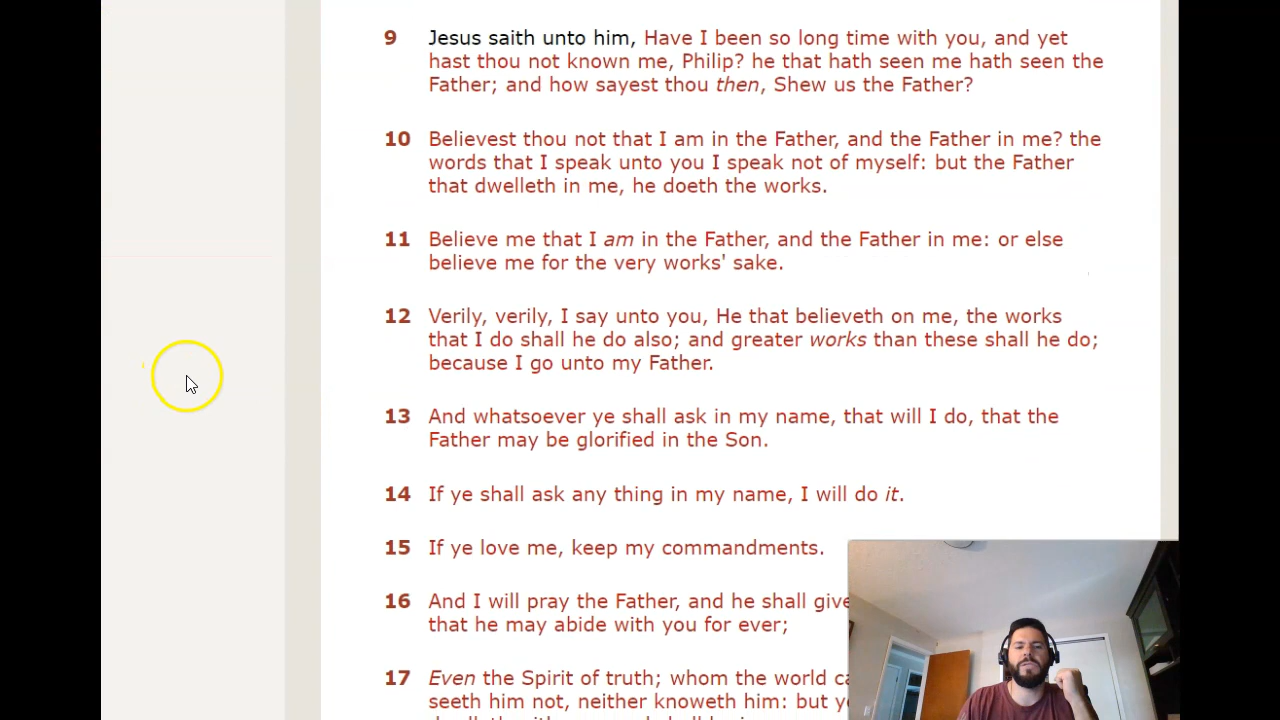 9 Jesus saith unto him, Have I been so long time with you, and yet
hast thou not known me, Philip? he that hath seen me hath seen the
Father; and how sayest thou then, Shew us the Father?
10 Believest thou not that I am in the Father, and the Father in me? the
words that I speak unto you I speak not of myself: but the Father
that dwelleth in me, he doeth the works.
11 Believe me that I am in the Father, and the Father in me: or else
believe me for the very works' sake.
12 Verily, verily, I say unto you, He that believeth on me, the works
that I do shall he do also; and greater works than these shall he do;
because I go unto my Father.
13 And whatsoever ye shall ask in my name, that will I do, that the
Father may be glorified in the Son.
14 If ye shall ask any thing in my name, I will do it.
15 If ye love me, keep my commandments.
16 And I will pray the Father, and he shall give
that he may abide with you for ever;
17 Even the Spirit of truth; whom the world
seeth him not, neither knoweth him: but